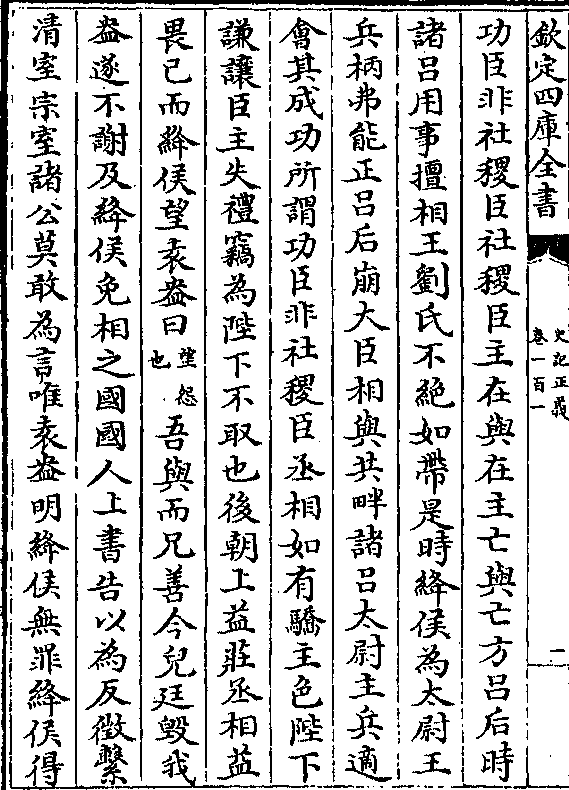 欽定四庫全書
史記正義
卷一百一
二
功臣非社稷臣社稷臣主在與在主亡與亡方吕后時
諸吕用事擅相王劉氏不絶如帶是時絳侯為太尉王
兵柄弗能正吕后崩大臣相與共畔諸吕太尉主兵適
會其成功所謂功臣非社稷臣丞相如有驕主色陛下
謙讓臣主失禮竊為陛下不取也後朝上益莊丞相益
畏已而絳侯望袁盎曰望怨也吾與而兄善今兒廷毁我
盎遂不謝及絳侯免相之國國人上書告以為反徴繫
清室宗室諸公莫敢為言唯袁盎明絳侯無罪絳侯得